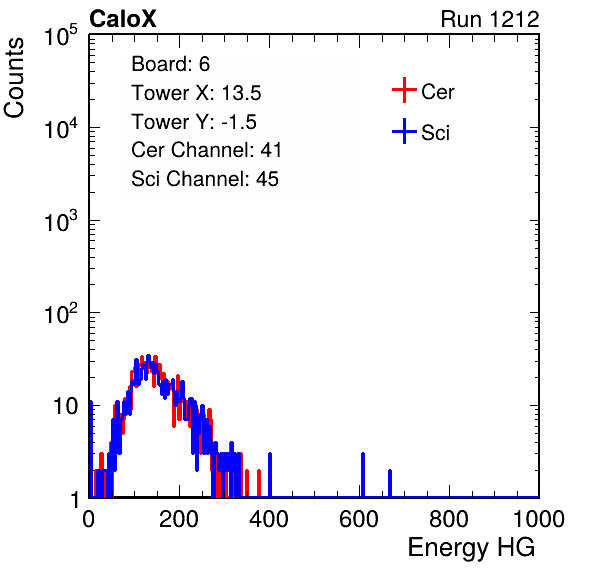 CaloX Run 1212
Counts
Board: 6
Tower X: 13.5
Tower Y: -1.5
Cer Channel: 41
Sci Channel: 45
Cer
Sci
10^5
10^4
10^3
10^2
10
1
0 200 400 600 800 1000
Energy HG